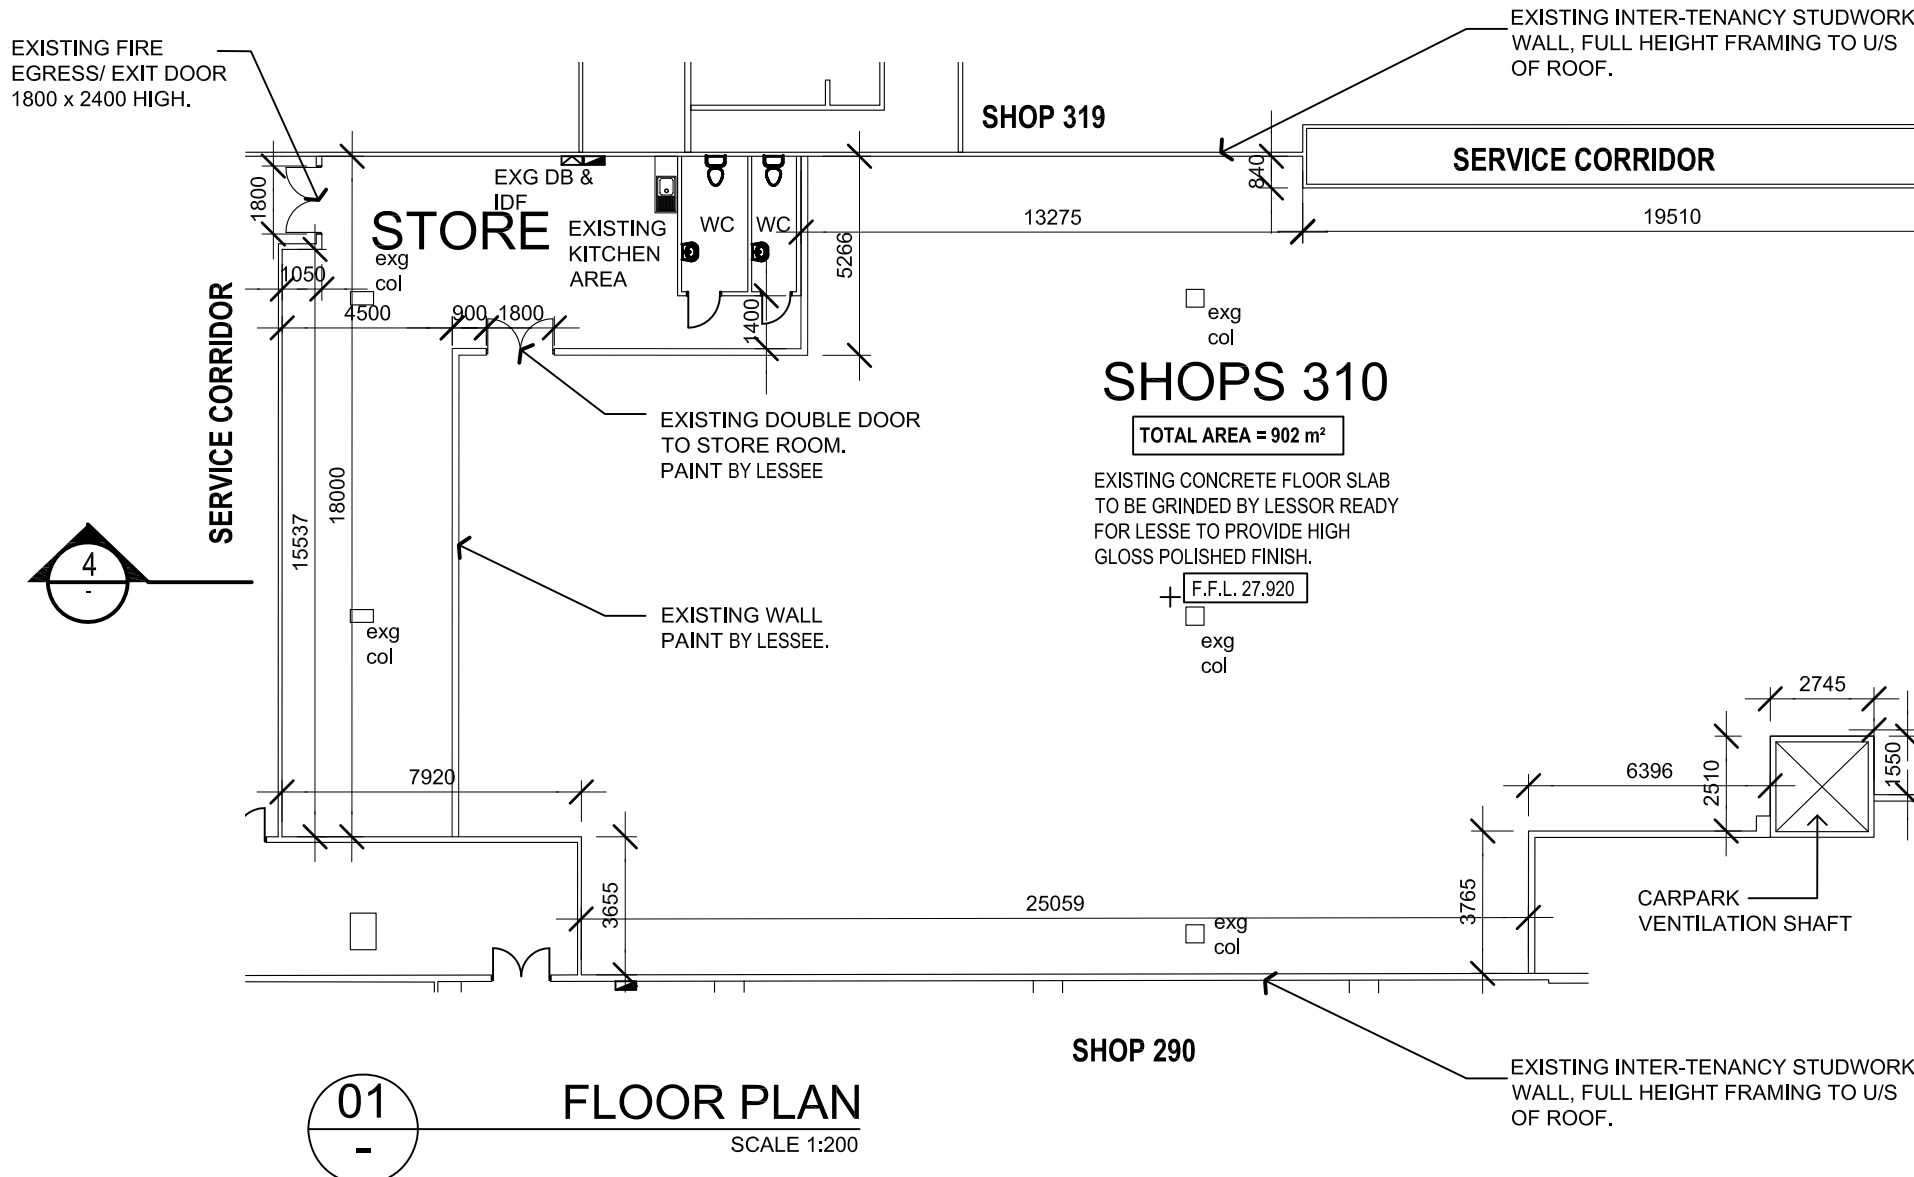 EXISTING FIRE
EGRESS/ EXIT DOOR
1800 x 2400 HIGH.
EXISTING INTER-TENANCY STUDWORK
WALL, FULL HEIGHT FRAMING TO U/S
OF ROOF.
SHOP 319
SERVICE CORRIDOR
840
1800
EXG DB &
IDF
STORE
EXISTING
KITCHEN
AREA
WC
WC
13275
19510
5266
exg
col
1050
4500
900
1800
1400
exg
col
SERVICE CORRIDOR
SHOPS 310
TOTAL AREA = 902 m²
EXISTING CONCRETE FLOOR SLAB
TO BE GRINDED BY LESSOR READY
FOR LESSE TO PROVIDE HIGH
GLOSS POLISHED FINISH.
F.F.L. 27.920
exg
col
EXISTING DOUBLE DOOR
TO STORE ROOM.
PAINT BY LESSEE
18000
15537
4
-
EXISTING WALL
PAINT BY LESSEE.
exg
col
2745
6396
2510
1550
7920
3655
25059
3765
exg
col
CARPARK
VENTILATION SHAFT
SHOP 290
EXISTING INTER-TENANCY STUDWORK
WALL, FULL HEIGHT FRAMING TO U/S
OF ROOF.
01
-
FLOOR PLAN
SCALE 1:200